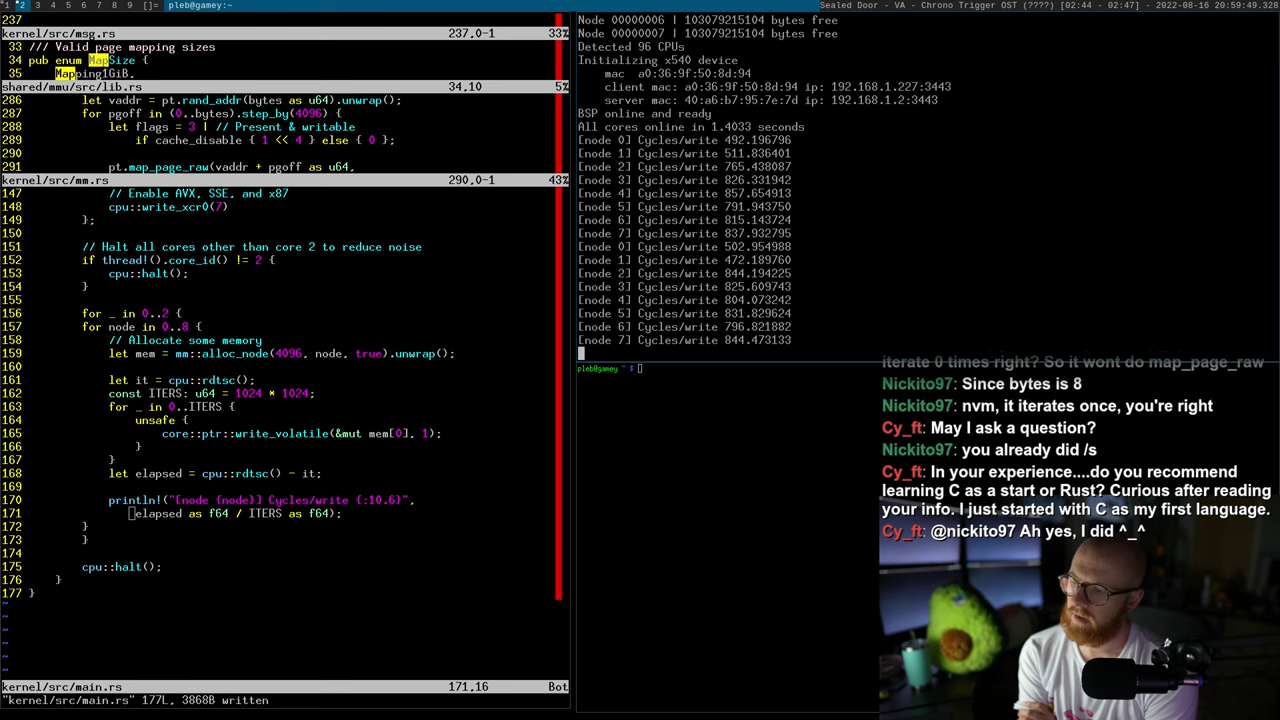 1 2 3 4 5 6 7 8 9 []= pleb@gamey:~
Sealed Door - VA - Chrono Trigger OST (????) [02:44 - 02:47] - 2022-08-16 20:59:49.328
237
kernel/src/msg.rs 237,0-1 33%
33 /// Valid page mapping sizes
34 pub enum MapSize {
35     Mapping1GiB,
shared/mmu/src/lib.rs 34,10 5%
286         let vaddr = pt.rand_addr(bytes as u64).unwrap();
287         for pgoff in (0..bytes).step_by(4096) {
288             let flags = 3 | // Present & writable
289                 if cache_disable { 1 << 4 } else { 0 };
290
291             pt.map_page_raw(vaddr + pgoff as u64,
kernel/src/mm.rs 290,0-1 43%
147             // Enable AVX, SSE, and x87
148             cpu::write_xcr0(7)
149         };
150
151         // Halt all cores other than core 2 to reduce noise
152         if thread!().core_id() != 2 {
153             cpu::halt();
154         }
155
156         for _ in 0..2 {
157         for node in 0..8 {
158             // Allocate some memory
159             let mem = mm::alloc_node(4096, node, true).unwrap();
160
161             let it = cpu::rdtsc();
162             const ITERS: u64 = 1024 * 1024;
163             for _ in 0..ITERS {
164                 unsafe {
165                     core::ptr::write_volatile(&mut mem[0], 1);
166                 }
167             }
168             let elapsed = cpu::rdtsc() - it;
169
170             println!("[node {node}] Cycles/write {:10.6}",
171                 elapsed as f64 / ITERS as f64);
172         }
173         }
174
175         cpu::halt();
176     }
177 }
~
~
~
~
~
~
kernel/src/main.rs 171,16 Bot
"kernel/src/main.rs" 177L, 3868B written
Node 00000006 | 103079215104 bytes free
Node 00000007 | 103079215104 bytes free
Detected 96 CPUs
Initializing x540 device
    mac    a0:36:9f:50:8d:94
    client mac: a0:36:9f:50:8d:94 ip: 192.168.1.227:3443
    server mac: 40:a6:b7:95:7e:7d ip: 192.168.1.2:3443
BSP online and ready
All cores online in 1.4033 seconds
[node 0] Cycles/write 492.196796
[node 1] Cycles/write 511.836401
[node 2] Cycles/write 765.438087
[node 3] Cycles/write 826.331942
[node 4] Cycles/write 857.654913
[node 5] Cycles/write 791.943750
[node 6] Cycles/write 815.143724
[node 7] Cycles/write 837.932795
[node 0] Cycles/write 502.954988
[node 1] Cycles/write 472.189760
[node 2] Cycles/write 844.194225
[node 3] Cycles/write 825.609743
[node 4] Cycles/write 804.073242
[node 5] Cycles/write 831.829624
[node 6] Cycles/write 796.821882
[node 7] Cycles/write 844.473133
pleb@gamey ~ $
iterate 0 times right? So it wont do map_page_raw
Nickito97: Since bytes is 8
Nickito97: nvm, it iterates once, you're right
Cy_ft: May I ask a question?
Nickito97: you already did /s
Cy_ft: In your experience....do you recommend
learning C as a start or Rust? Curious after reading
your info. I just started with C as my first language.
Cy_ft: @nickito97 Ah yes, I did ^_^